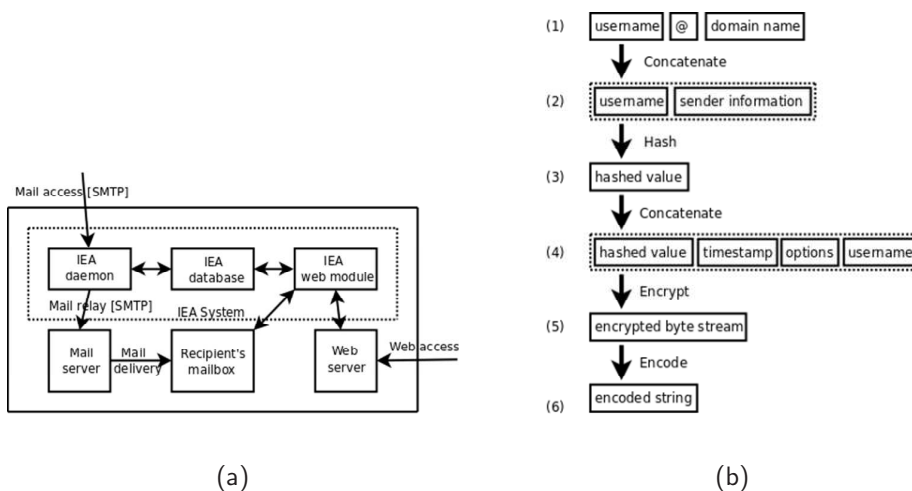 Mail access [SMTP]
IEA
daemon
IEA
database
IEA
web module
Mail relay [SMTP]
IEA System
Mail
server
Mail
delivery
Recipient's
mailbox
Web
server
Web access
(a)
(1) username @ domain name
Concatenate
(2) username sender information
Hash
(3) hashed value
Concatenate
(4) hashed value timestamp options username
Encrypt
(5) encrypted byte stream
Encode
(6) encoded string
(b)